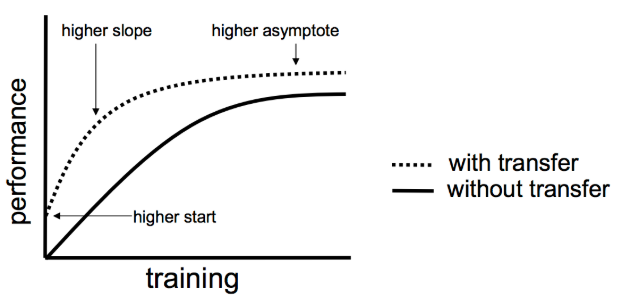 higher slope
higher asymptote
performance
with transfer
without transfer
higher start
training